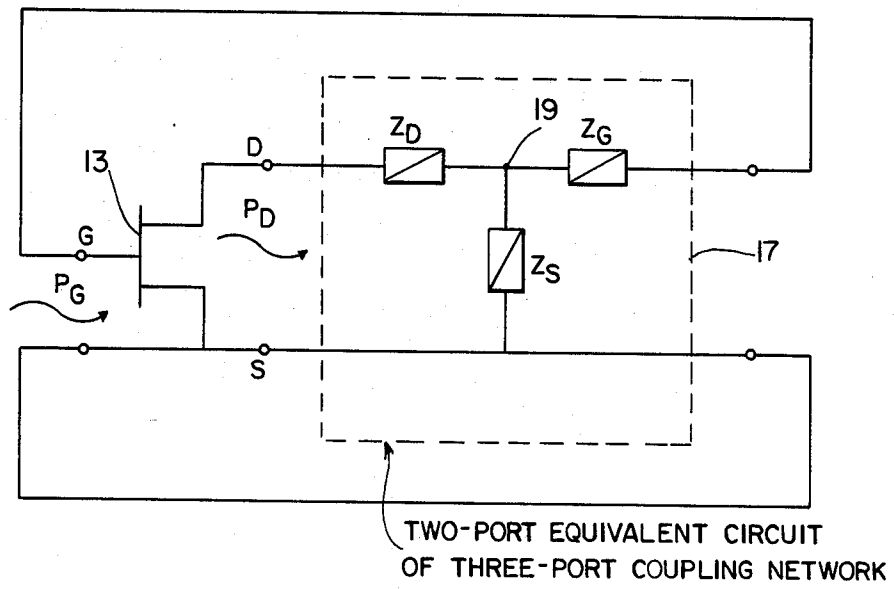 19
Z_D
Z_G
D
13
P_D
G
17
Z_S
P_G
S
TWO-PORT EQUIVALENT CIRCUIT
OF THREE-PORT COUPLING NETWORK